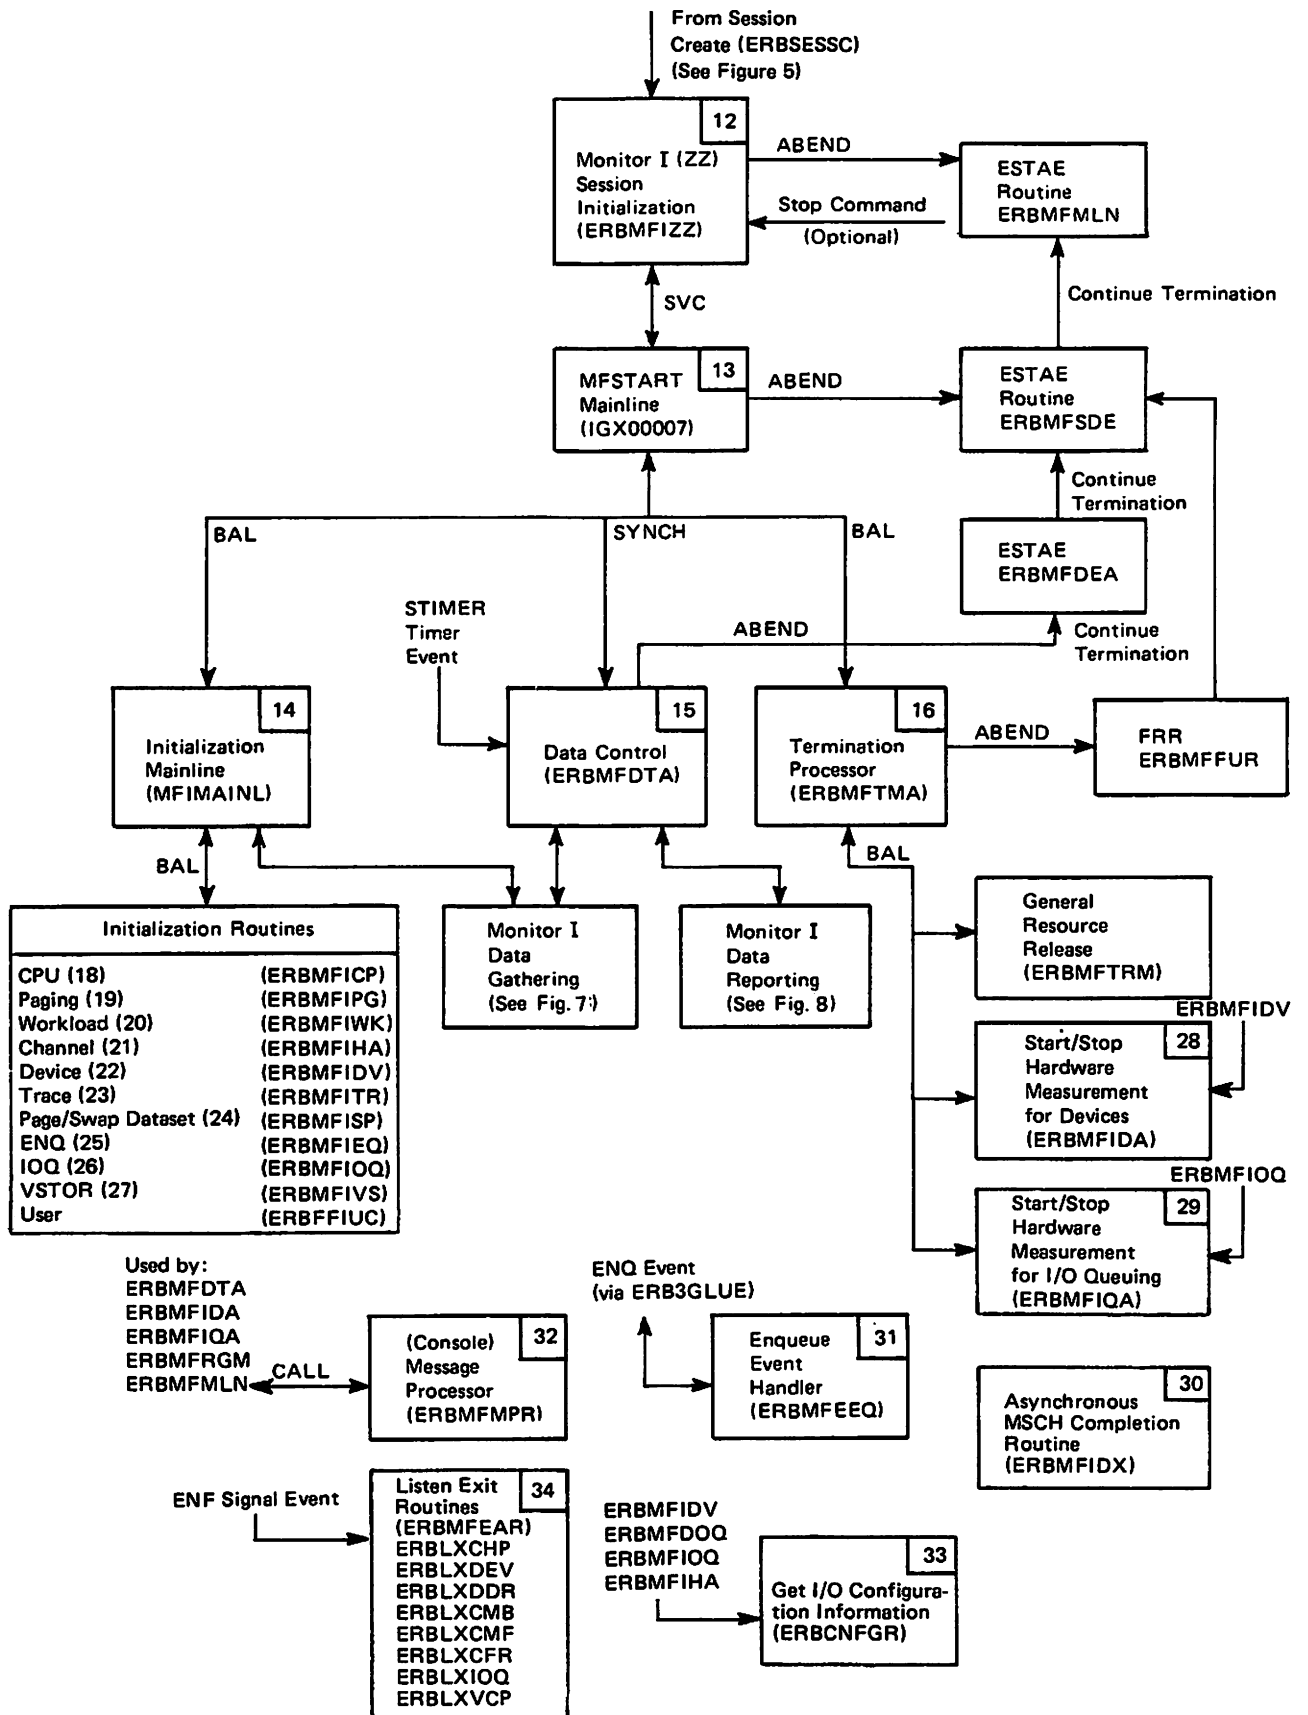 From Session
Create (ERBSESSC)
(See Figure 5)
12
Monitor I (ZZ)
Session
Initialization
(ERBMFIZZ)
ABEND
Stop Command
(Optional)
ESTAE
Routine
ERBMFMLN
SVC
Continue Termination
13
MFSTART
Mainline
(IGX00007)
ABEND
ESTAE
Routine
ERBMFSDE
Continue
Termination
BAL
SYNCH
BAL
ESTAE
ERBMFDEA
STIMER
Timer
Event
ABEND
Continue
Termination
14
Initialization
Mainline
(MFIMAINL)
15
Data Control
(ERBMFDTA)
16
Termination
Processor
(ERBMFTMA)
ABEND
FRR
ERBMFFUR
BAL
BAL
Initialization Routines
CPU (18) (ERBMFICP)
Paging (19) (ERBMFIPG)
Workload (20) (ERBMFIWK)
Channel (21) (ERBMFIHA)
Device (22) (ERBMFIDV)
Trace (23) (ERBMFITR)
Page/Swap Dataset (24) (ERBMFISP)
ENQ (25) (ERBMFIEQ)
IOQ (26) (ERBMFIOQ)
VSTOR (27) (ERBMFIVS)
User (ERBFFIUC)
Monitor I
Data
Gathering
(See Fig. 7)
Monitor I
Data
Reporting
(See Fig. 8)
General
Resource
Release
(ERBMFTRM)
ERBMFIDV
28
Start/Stop
Hardware
Measurement
for Devices
(ERBMFIDA)
ERBMFIOQ
29
Start/Stop
Hardware
Measurement
for I/O Queuing
(ERBMFIQA)
Used by:
ERBMFDTA
ERBMFIDA
ERBMFIQA
ERBMFRGM
ERBMFMLN
CALL
32
(Console)
Message
Processor
(ERBMFMPR)
ENQ Event
(via ERB3GLUE)
31
Enqueue
Event
Handler
(ERBMFEEQ)
30
Asynchronous
MSCH Completion
Routine
(ERBMFIDX)
ENF Signal Event
34
Listen Exit
Routines
(ERBMFEAR)
ERBLXCHP
ERBLXDEV
ERBLXDDR
ERBLXCMB
ERBLXCMF
ERBLXCFR
ERBLXIOQ
ERBLXVCP
ERBMFIDV
ERBMFDOQ
ERBMFIOQ
ERBMFIHA
33
Get I/O Configura-
tion Information
(ERBCNFGR)